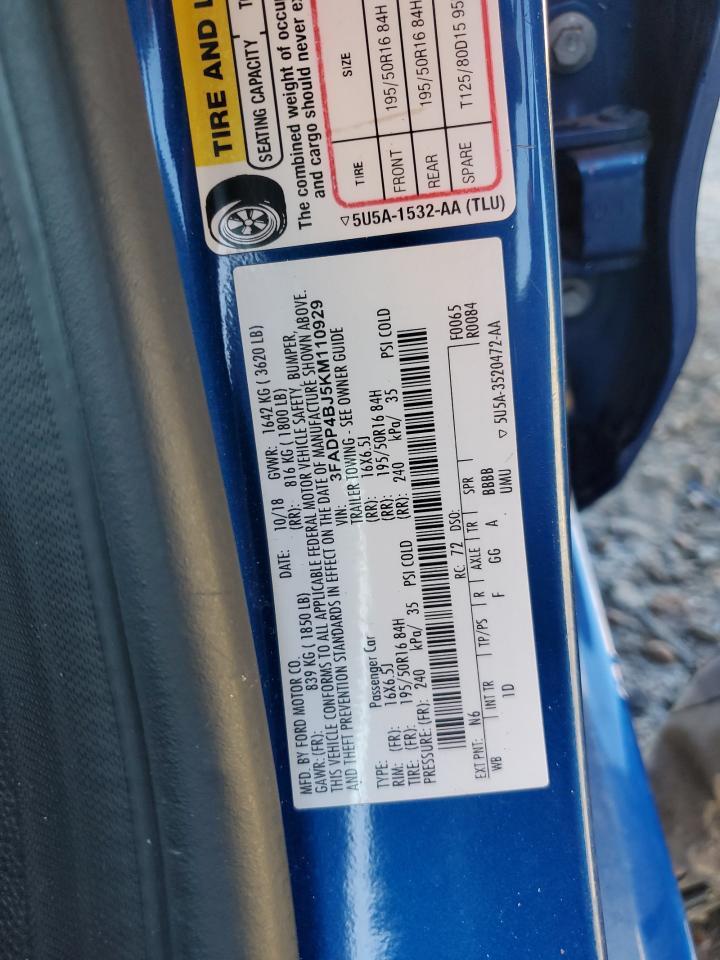 TIRE AND
SEATING CAPACITY
The combined weight of
and cargo should never
TIRE SIZE
FRONT 195/50R16 84H
REAR 195/50R16 84H
SPARE T125/80D15 95
5U5A-1532-AA (TLU)
MFD. BY FORD MOTOR CO. DATE: 10/18 GVWR: 1642 KG ( 3620 LB)
GAWR: (FR): 839 KG ( 1850 LB) (RR): 816 KG ( 1800 LB)
THIS VEHICLE CONFORMS TO ALL APPLICABLE FEDERAL MOTOR VEHICLE SAFETY, BUMPER,
AND THEFT PREVENTION STANDARDS IN EFFECT ON THE DATE OF MANUFACTURE SHOWN ABOVE.
VIN: 3FADP4BJ5KM110929
TYPE: Passenger Car TRAILER TOWING - SEE OWNER GUIDE
RIM: (FR): 16X6.5J (RR): 16X6.5J
TIRE: (FR): 195/50R16 84H (RR): 195/50R16 84H
PRESSURE: (FR): 240 kPa/ 35 PSI COLD (RR): 240 kPa/ 35 PSI COLD
EXT PNT: N6 RC: 72 DSO: F0065
WB INT TR TP/PS R AXLE TR SPR R0084
1D F GG A BBBB
UMU 5U5A-3520472-AA